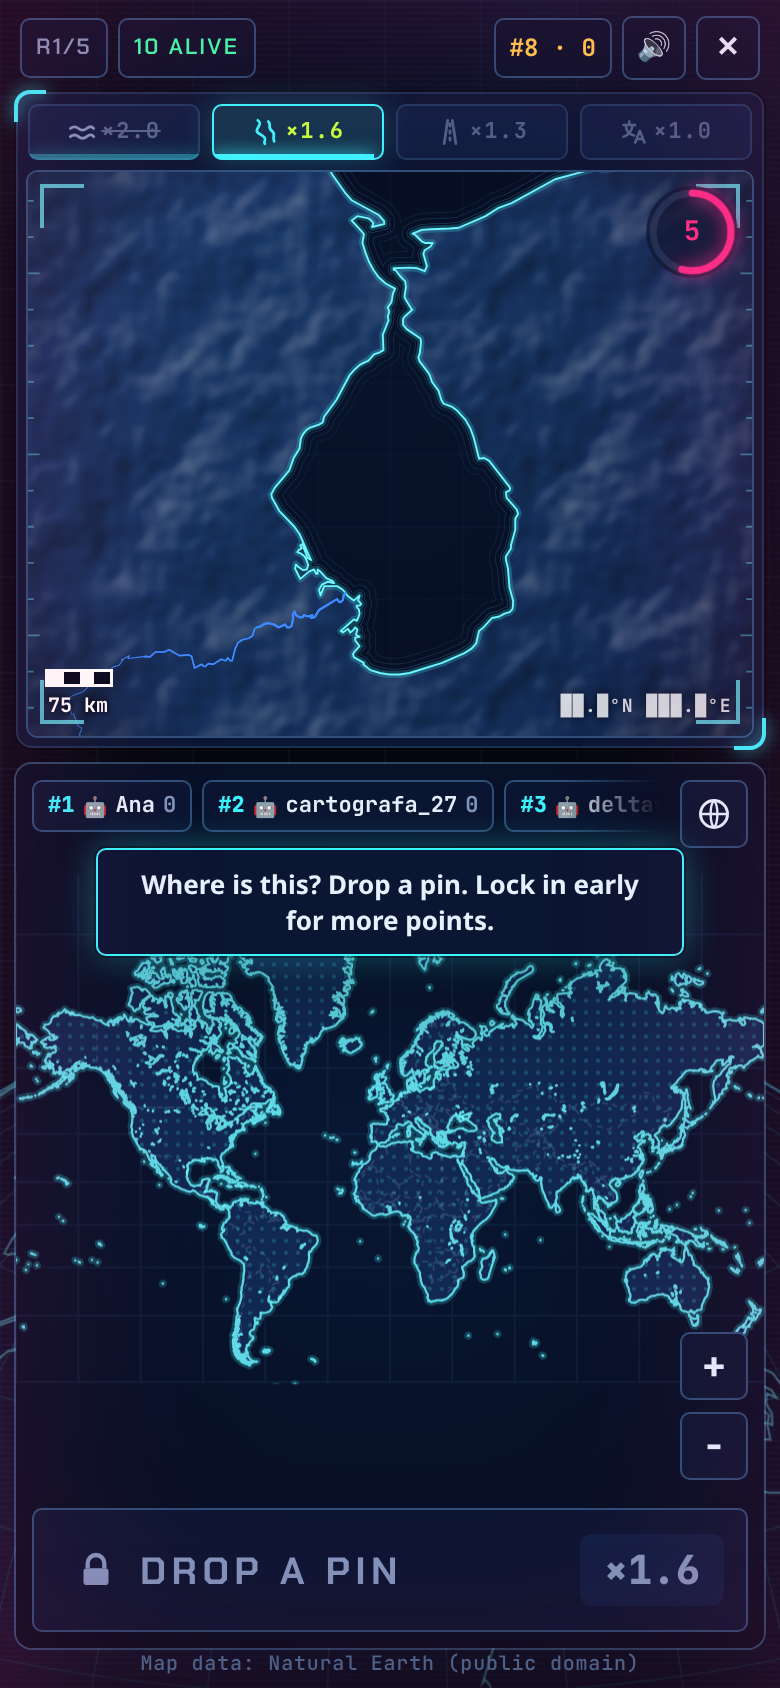 R1/5
10 ALIVE
#8 · 0
×2.0
×1.6
×1.3
×1.0
5
75 km
°N
°E
#1 Ana 0
#2 cartografa_27 0
#3 delta
Where is this? Drop a pin. Lock in early
for more points.
+
-
DROP A PIN
×1.6
Map data: Natural Earth (public domain)